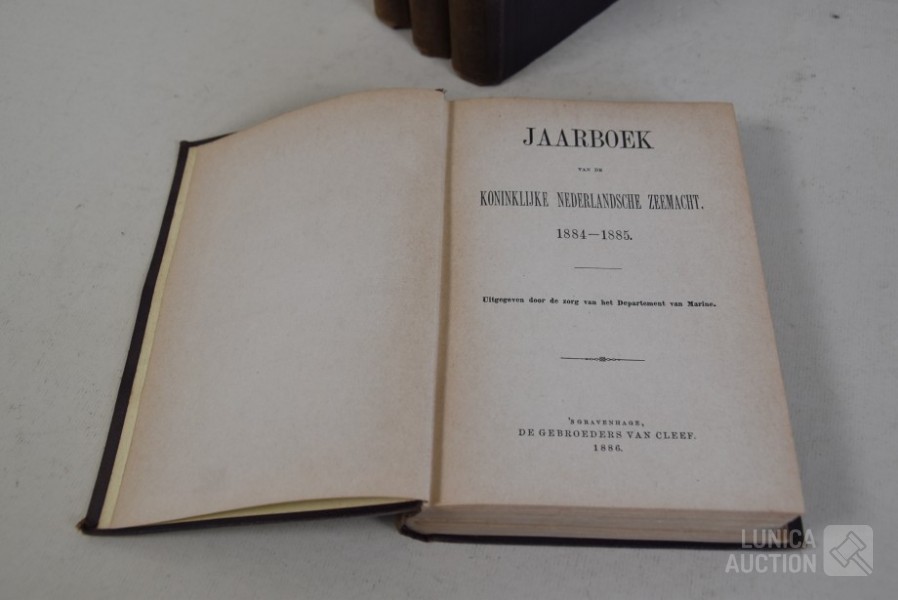 JAARBOEK
VAN DE
KONINKLIJKE NEDERLANDSCHE ZEEMACHT.
1884—1885.
Uitgegeven door de zorg van het Departement van Marine.
'SGRAVENHAGE,
DE GEBROEDERS VAN CLEEF.
1886.
LUNICA
AUCTION